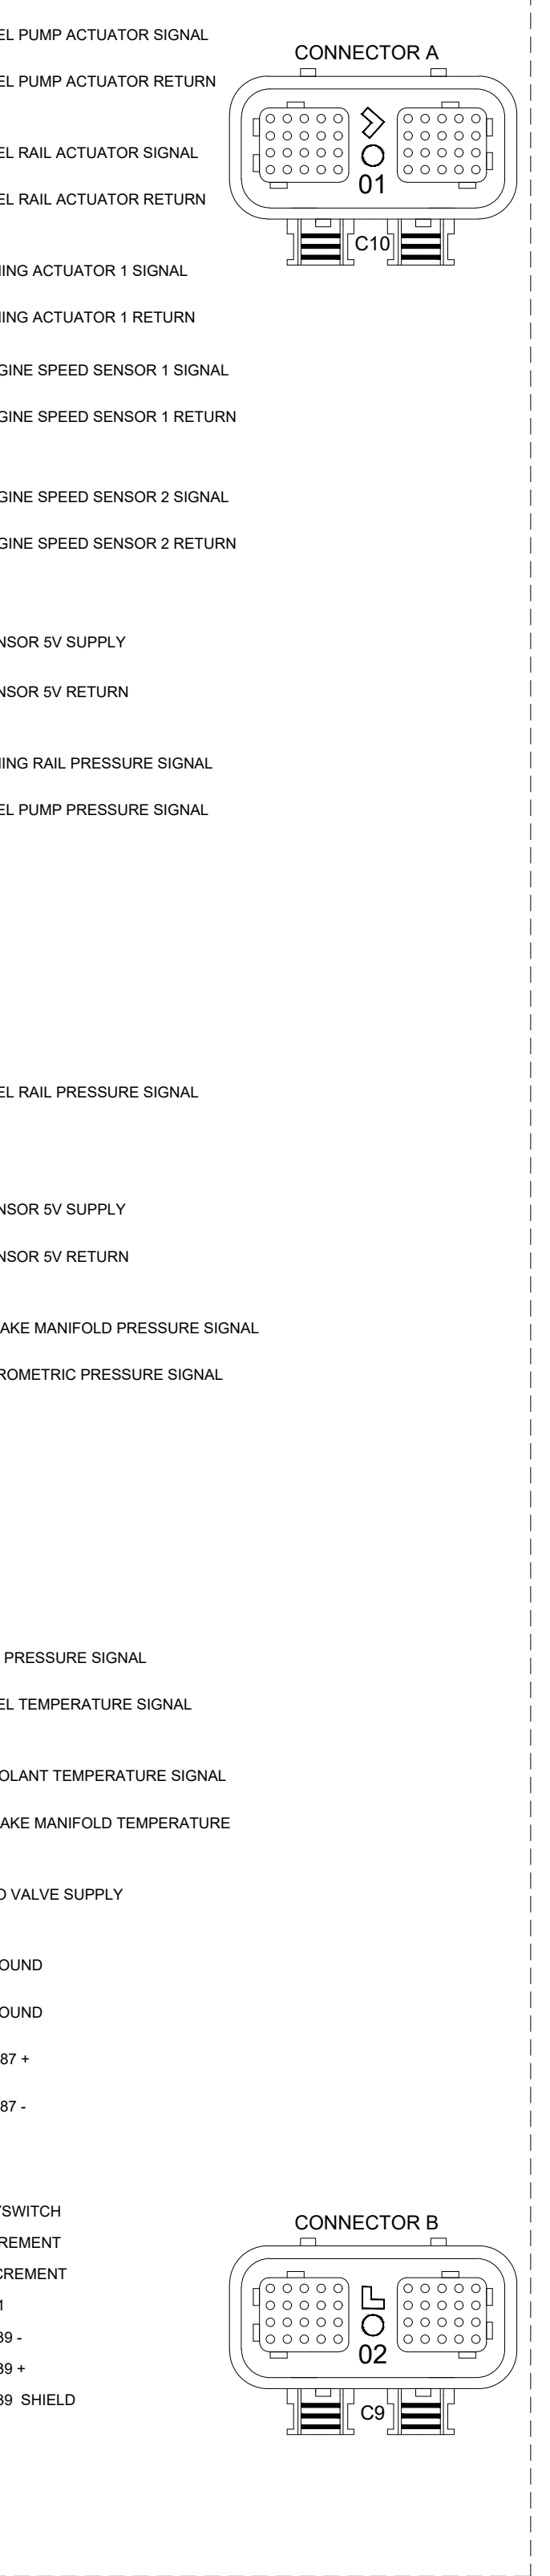 EL PUMP ACTUATOR SIGNAL
CONNECTOR A
EL PUMP ACTUATOR RETURN
EL RAIL ACTUATOR SIGNAL
01
EL RAIL ACTUATOR RETURN
C10
ING ACTUATOR 1 SIGNAL
ING ACTUATOR 1 RETURN
GINE SPEED SENSOR 1 SIGNAL
GINE SPEED SENSOR 1 RETURN
GINE SPEED SENSOR 2 SIGNAL
GINE SPEED SENSOR 2 RETURN
NSOR 5V SUPPLY
NSOR 5V RETURN
ING RAIL PRESSURE SIGNAL
EL PUMP PRESSURE SIGNAL
EL RAIL PRESSURE SIGNAL
NSOR 5V SUPPLY
NSOR 5V RETURN
AKE MANIFOLD PRESSURE SIGNAL
ROMETRIC PRESSURE SIGNAL
PRESSURE SIGNAL
EL TEMPERATURE SIGNAL
OLANT TEMPERATURE SIGNAL
AKE MANIFOLD TEMPERATURE
O VALVE SUPPLY
OUND
OUND
87 +
87 -
YSWITCH
CONNECTOR B
REMENT
CREMENT
1
39 -
02
39 +
39 SHIELD
C9